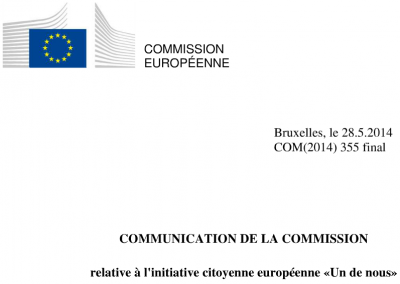 COMMISSION
EUROPÉENNE
Bruxelles, le 28.5.2014
COM(2014) 355 final
COMMUNICATION DE LA COMMISSION
relative à l'initiative citoyenne européenne «Un de nous»